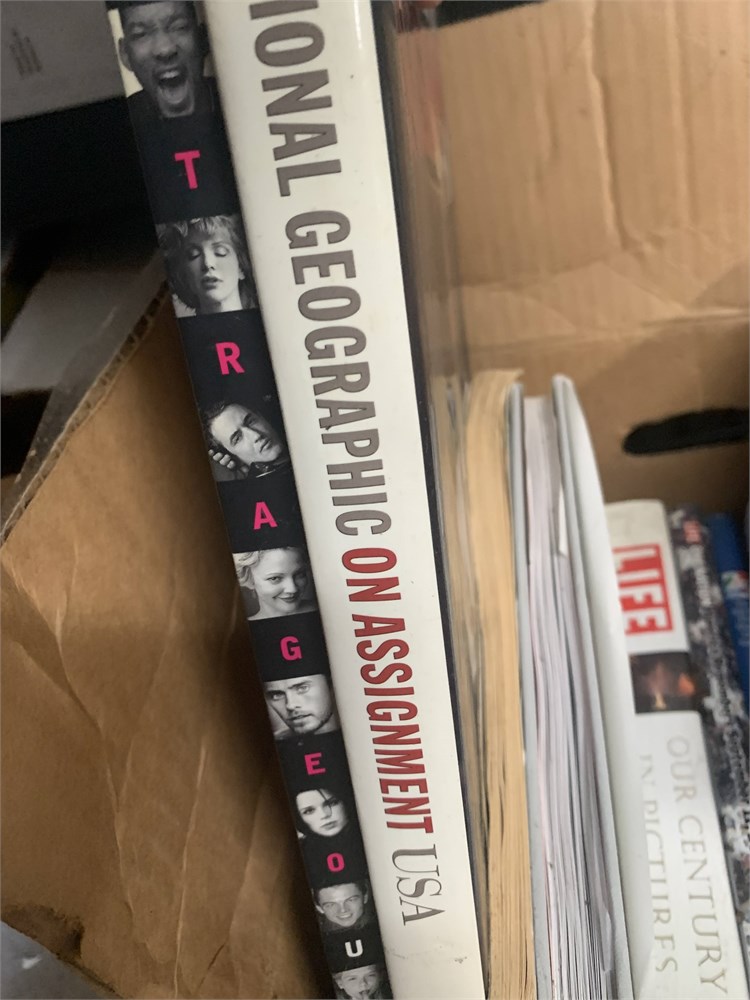 T R A G E O U
IONAL GEOGRAPHIC ON ASSIGNMENT USA
LIFE
OUR CENTURY
IN PICTURES